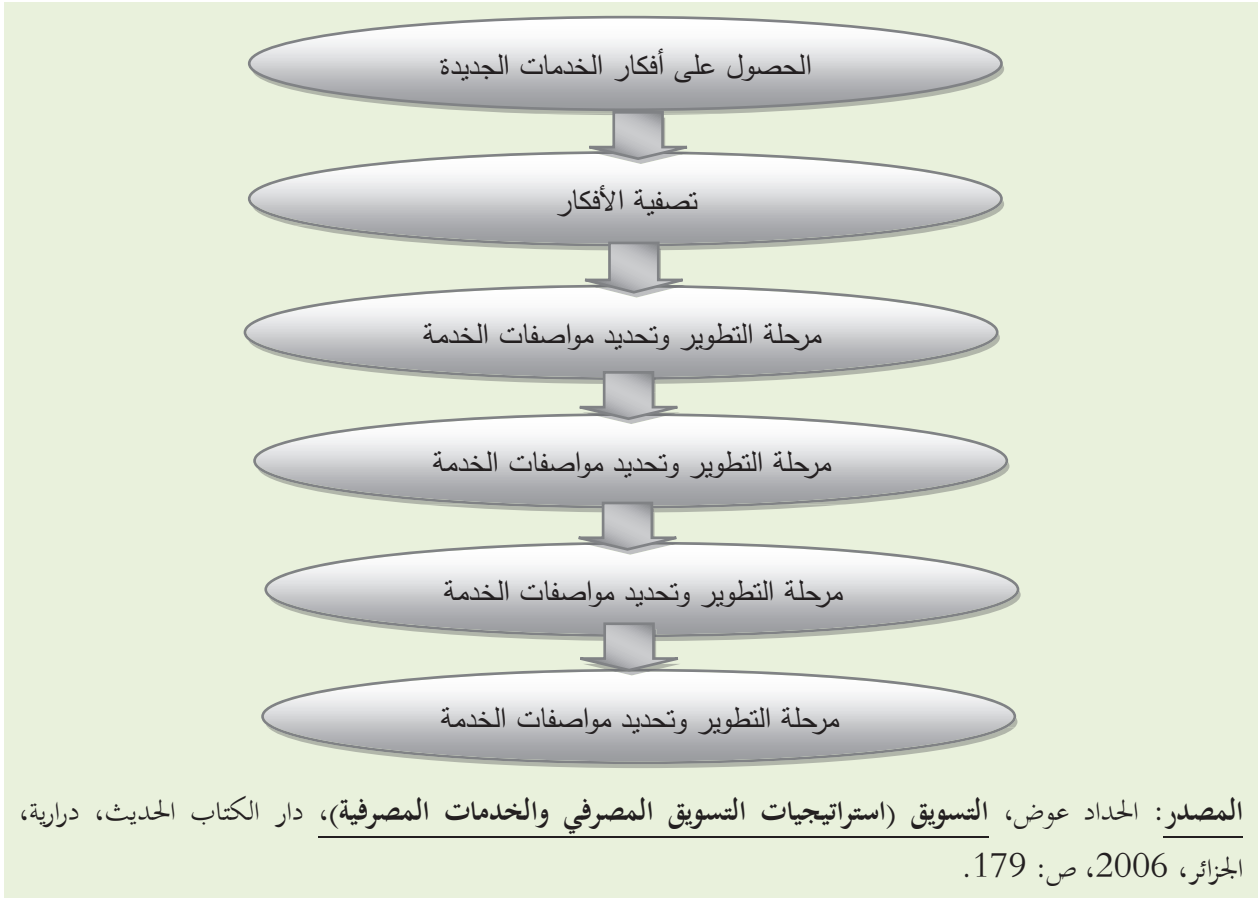 الحصول على أفكار الخدمات الجديدة
تصفية الأفكار
مرحلة التطوير وتحديد مواصفات الخدمة
مرحلة التطوير وتحديد مواصفات الخدمة
مرحلة التطوير وتحديد مواصفات الخدمة
مرحلة التطوير وتحديد مواصفات الخدمة
المصدر: الحداد عوض، التسويق (استراتيجيات التسويق المصرفي والخدمات المصرفية)، دار الكتاب الحديث، درارية،
الجزائر، 2006، ص: 179.